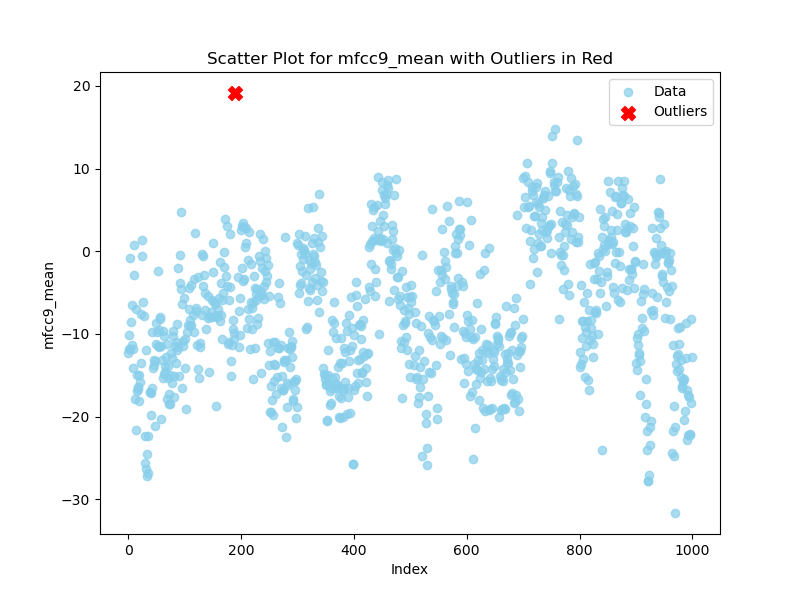 Scatter Plot for mfcc9_mean with Outliers in Red
Data
Outliers
mfcc9_mean
20
10
0
−10
−20
−30
0
200
400
600
800
1000
Index